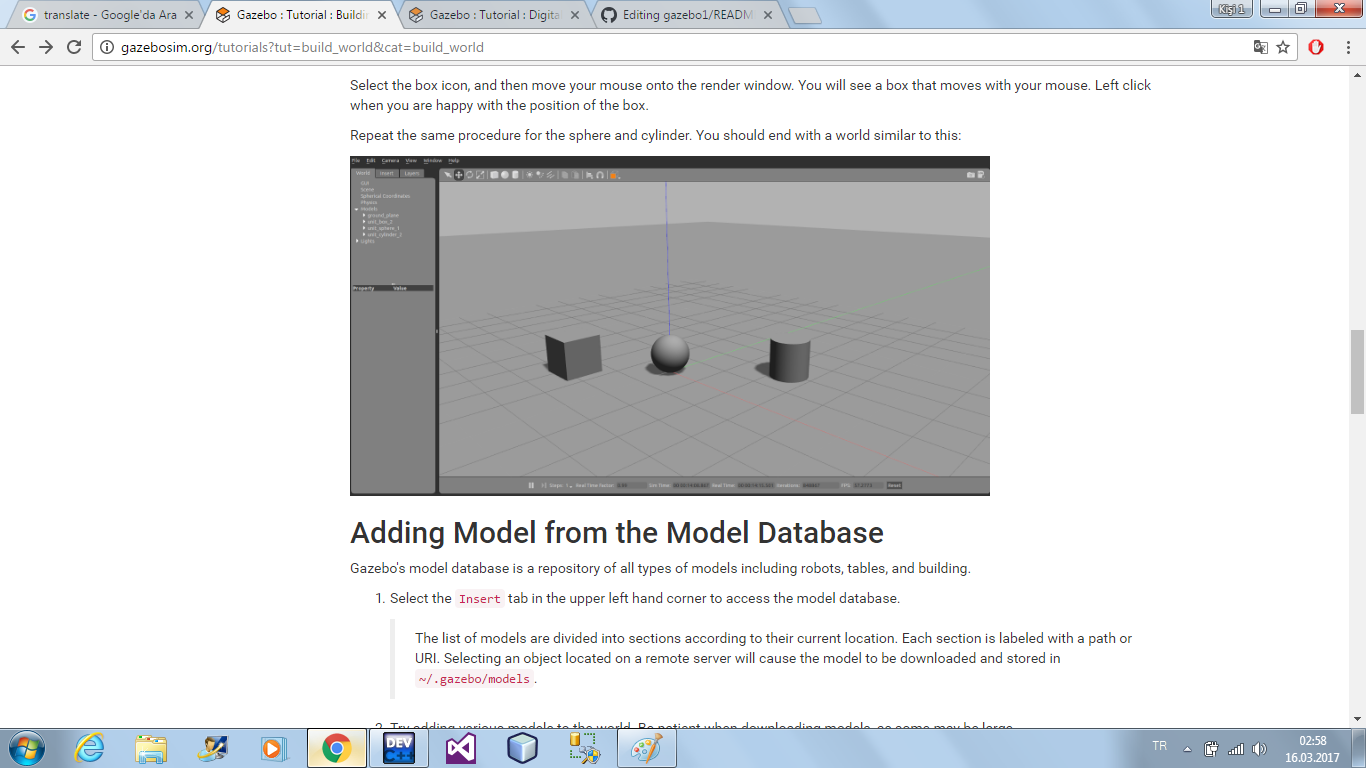 translate - Google'da Ara
Gazebo : Tutorial : Buildin
Gazebo : Tutorial : Digital
Editing gazebo1/READM
Kişi 1
gazebosim.org/tutorials?tut=build_world&cat=build_world
Select the box icon, and then move your mouse onto the render window. You will see a box that moves with your mouse. Left click
when you are happy with the position of the box.
Repeat the same procedure for the sphere and cylinder. You should end with a world similar to this:
File Edit Camera View Window Help
World Insert Layers
GUI
Scene
Spherical Coordinates
Physics
Models
ground_plane
unit_box_2
unit_sphere_1
unit_cylinder_1
Lights
Property Value
Steps: 1 Real Time Factor: Sim Time: Real Time: Iterations: FPS: Reset
Adding Model from the Model Database
Gazebo's model database is a repository of all types of models including robots, tables, and building.
1. Select the Insert tab in the upper left hand corner to access the model database.
The list of models are divided into sections according to their current location. Each section is labeled with a path or
URI. Selecting an object located on a remote server will cause the model to be downloaded and stored in
~/.gazebo/models.
2. Try adding various models to the world. Be patient when downloading models, as some may be large.
DEV
C++
TR
02:58
16.03.2017